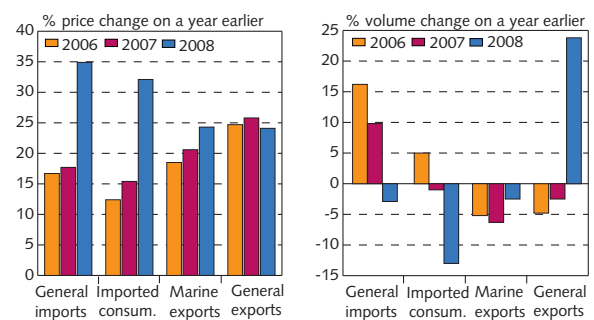 % price change on a year earlier
40
2006 2007 2008
35
30
25
20
15
10
5
0
General imports
Imported consum.
Marine exports
General exports
% volume change on a year earlier
25
2006 2007 2008
20
15
10
5
0
-5
-10
-15
General imports
Imported consum.
Marine exports
General exports